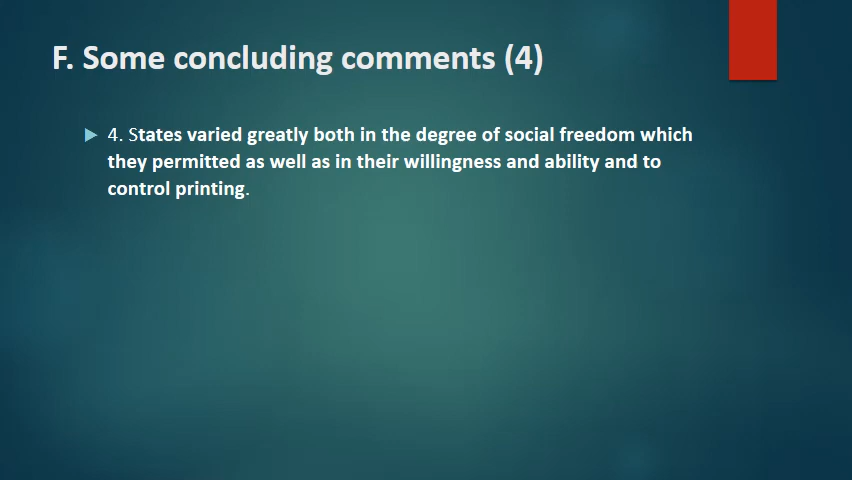 F. Some concluding comments (4)
4. States varied greatly both in the degree of social freedom which
they permitted as well as in their willingness and ability and to
control printing.